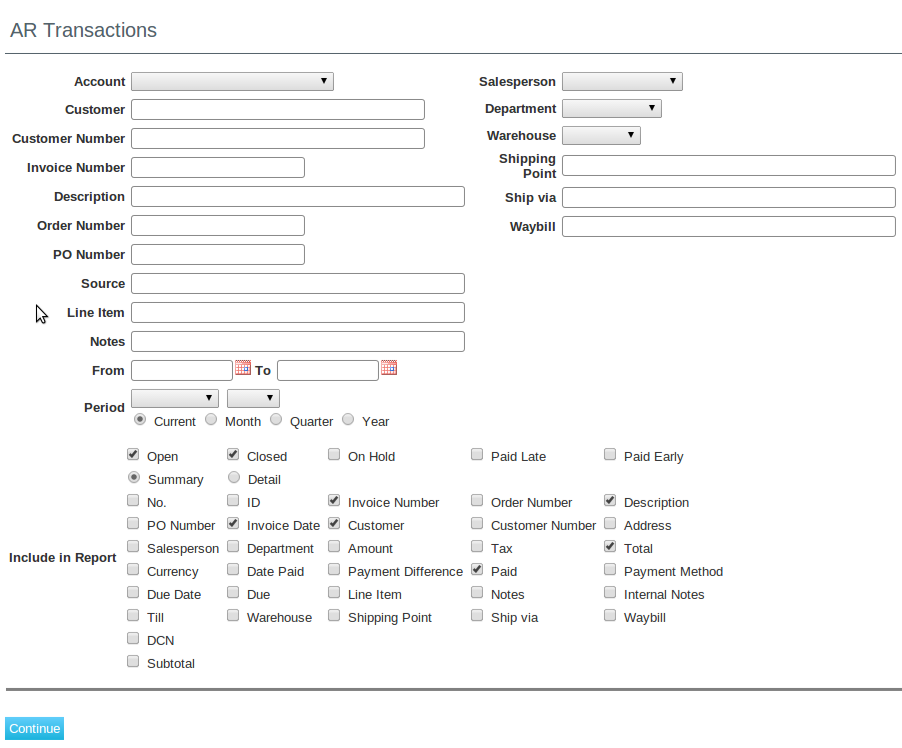 AR Transactions
Account
Salesperson
Customer
Department
Customer Number
Warehouse
Invoice Number
Shipping
Point
Description
Ship via
Order Number
Waybill
PO Number
Source
Line Item
Notes
From To
Period
Current Month Quarter Year
Include in Report
Open Closed On Hold Paid Late Paid Early
Summary Detail
No. ID Invoice Number Order Number Description
PO Number Invoice Date Customer Customer Number Address
Salesperson Department Amount Tax Total
Currency Date Paid Payment Difference Paid Payment Method
Due Date Due Line Item Notes Internal Notes
Till Warehouse Shipping Point Ship via Waybill
DCN
Subtotal
Continue